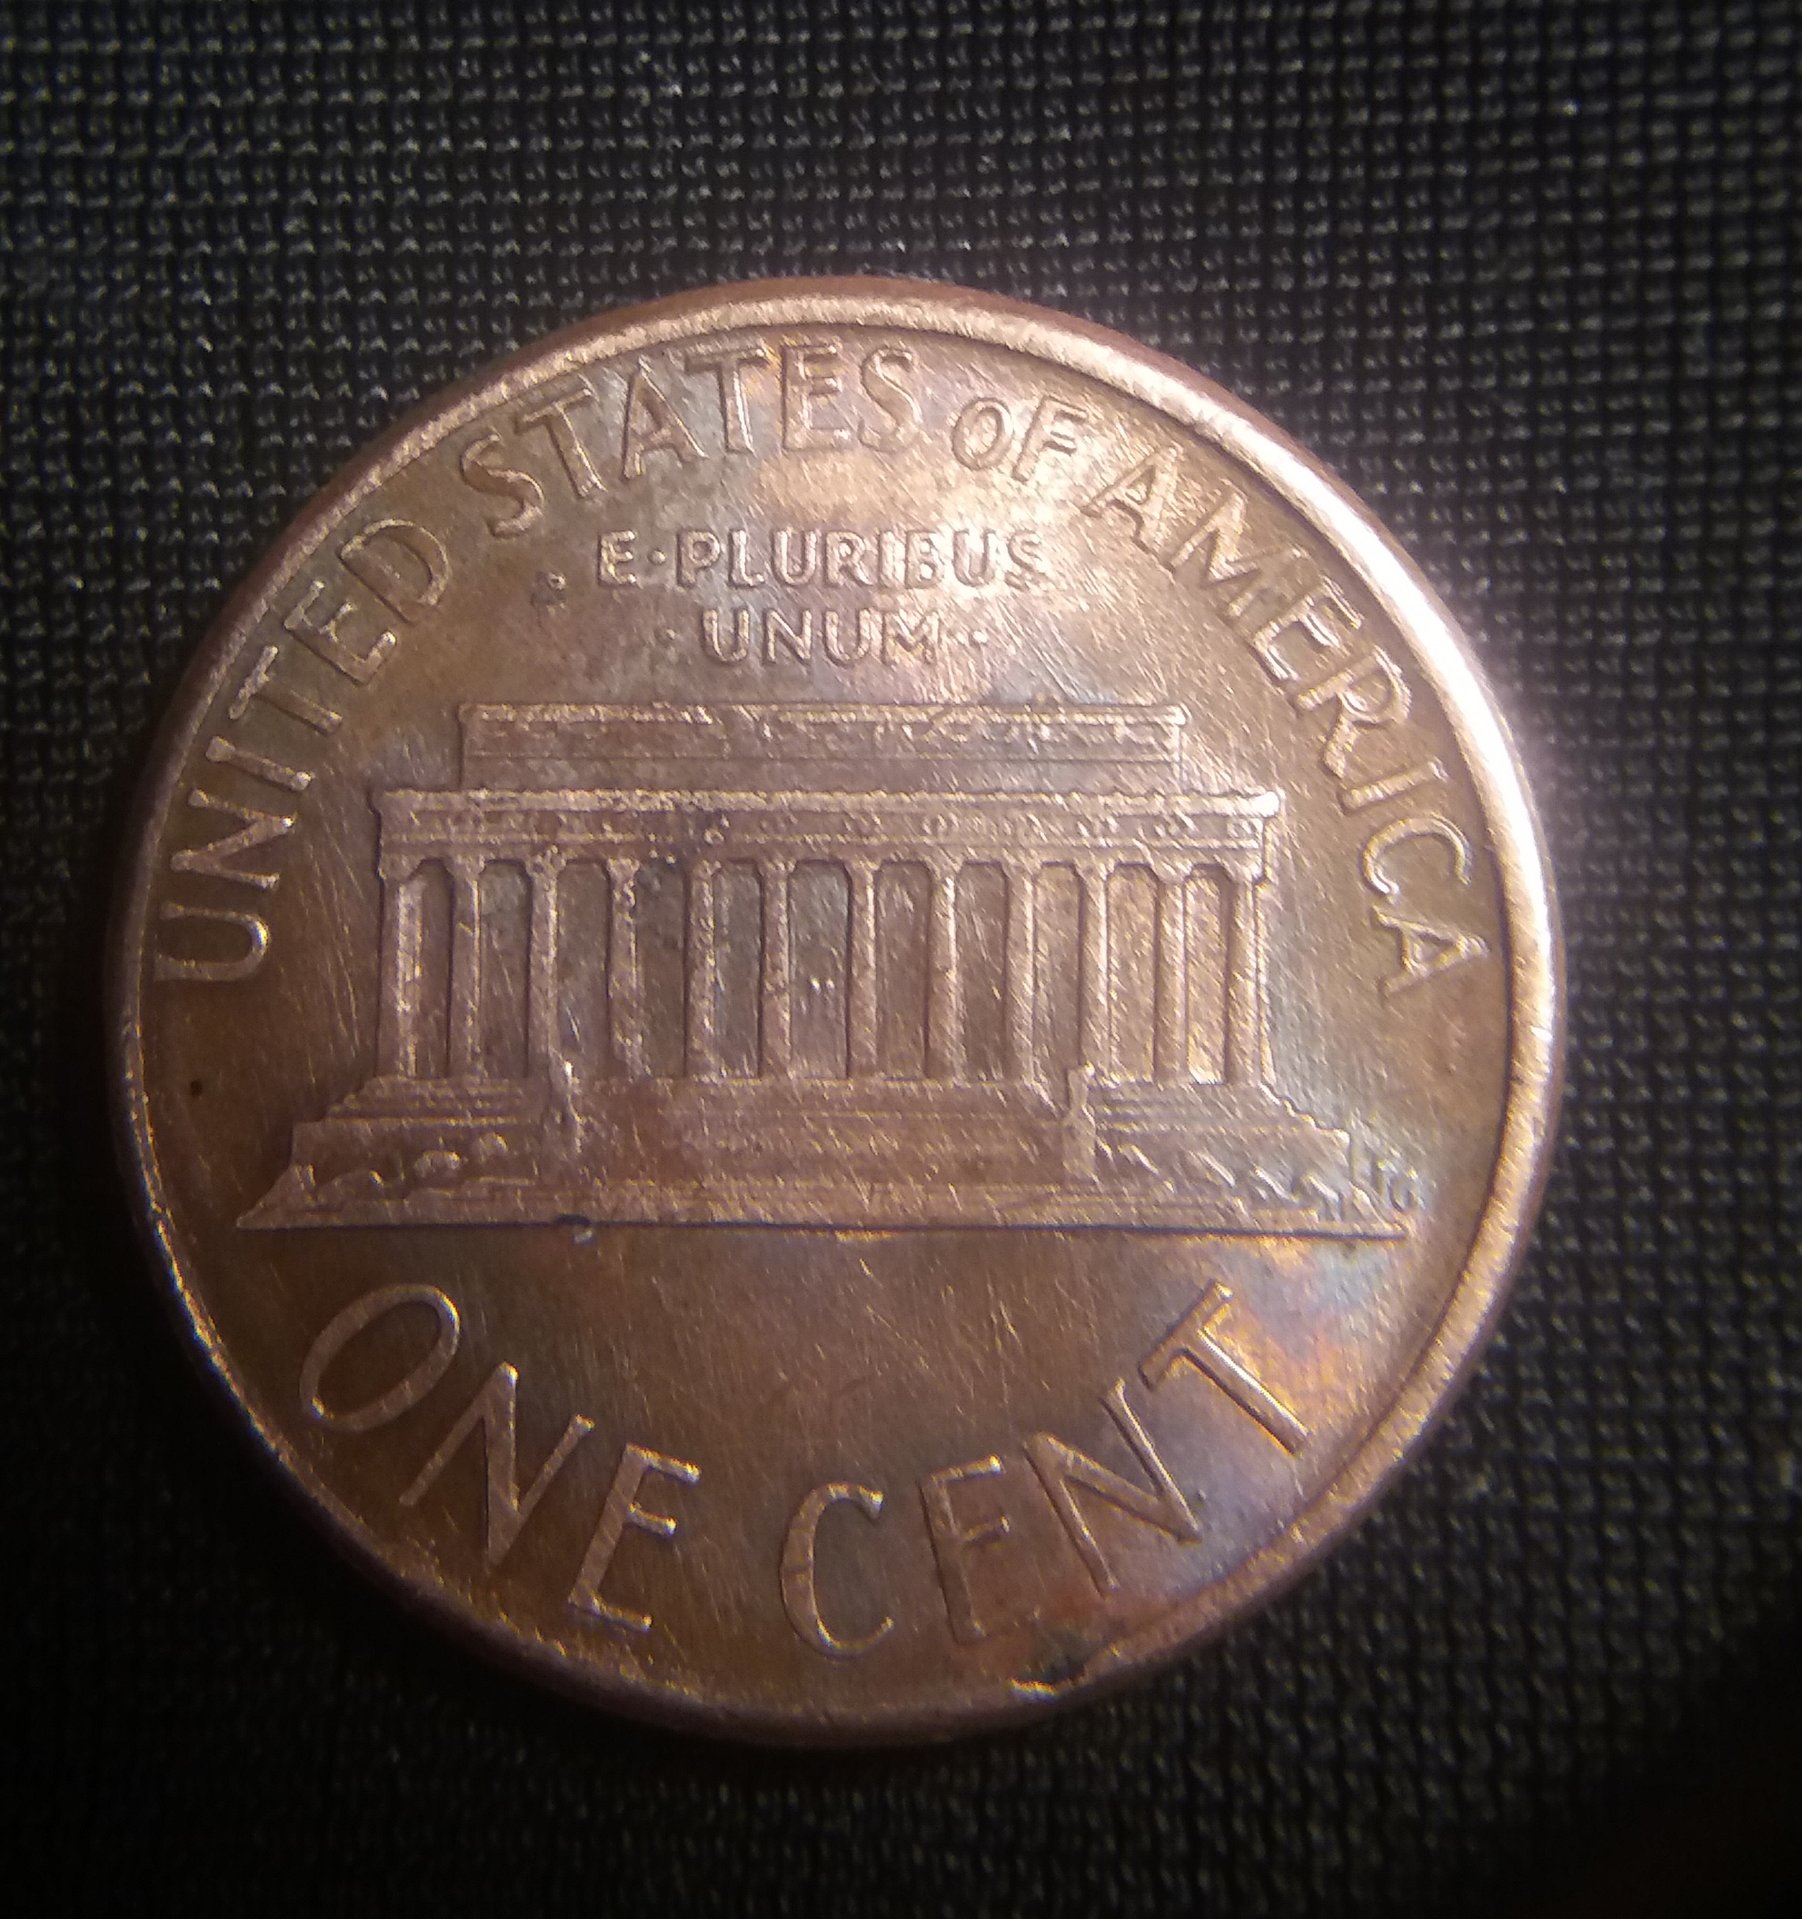 UNITED STATES OF AMERICA
E·PLURIBUS
UNUM
ONE CENT